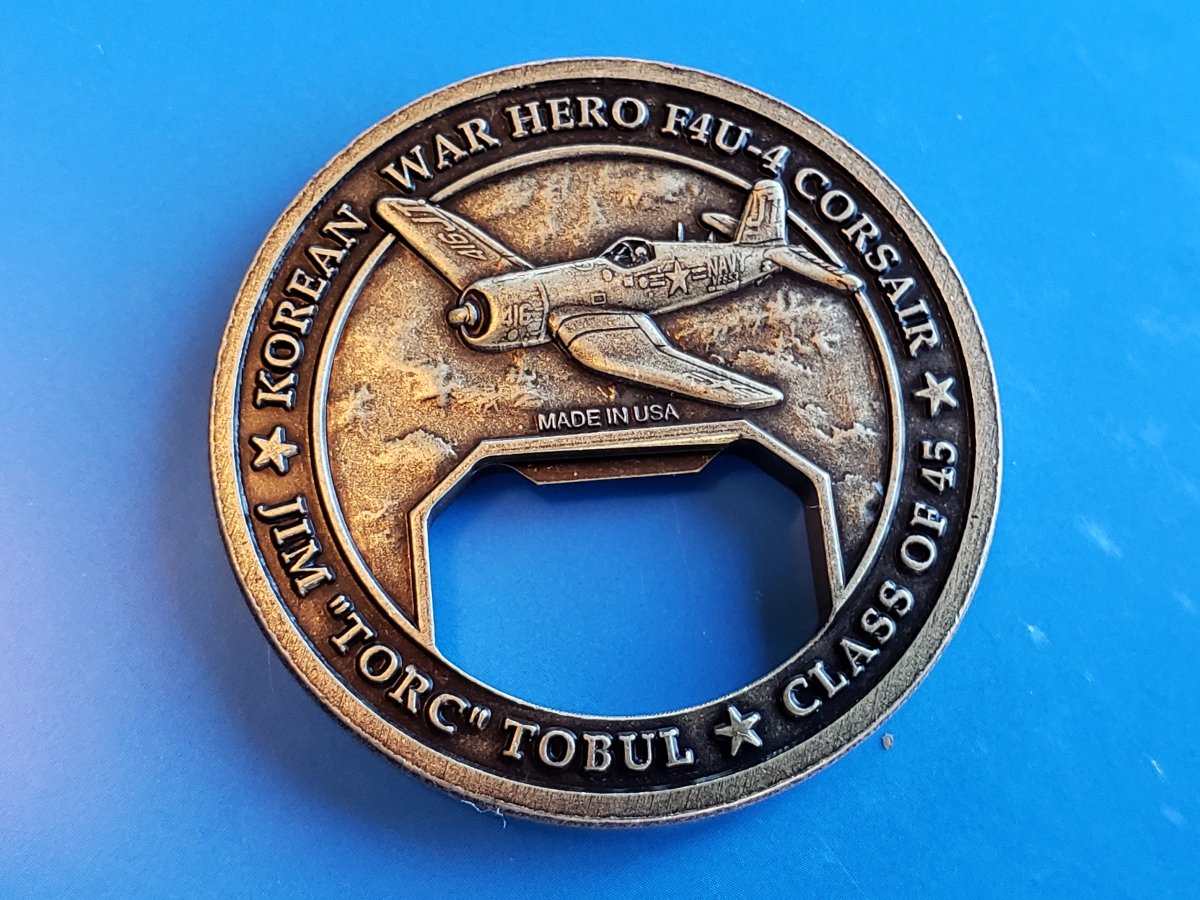 KOREAN WAR HERO F4U-4 CORSAIR
JIM "TORC" TOBUL
CLASS OF 45
MADE IN USA
NAVY
416